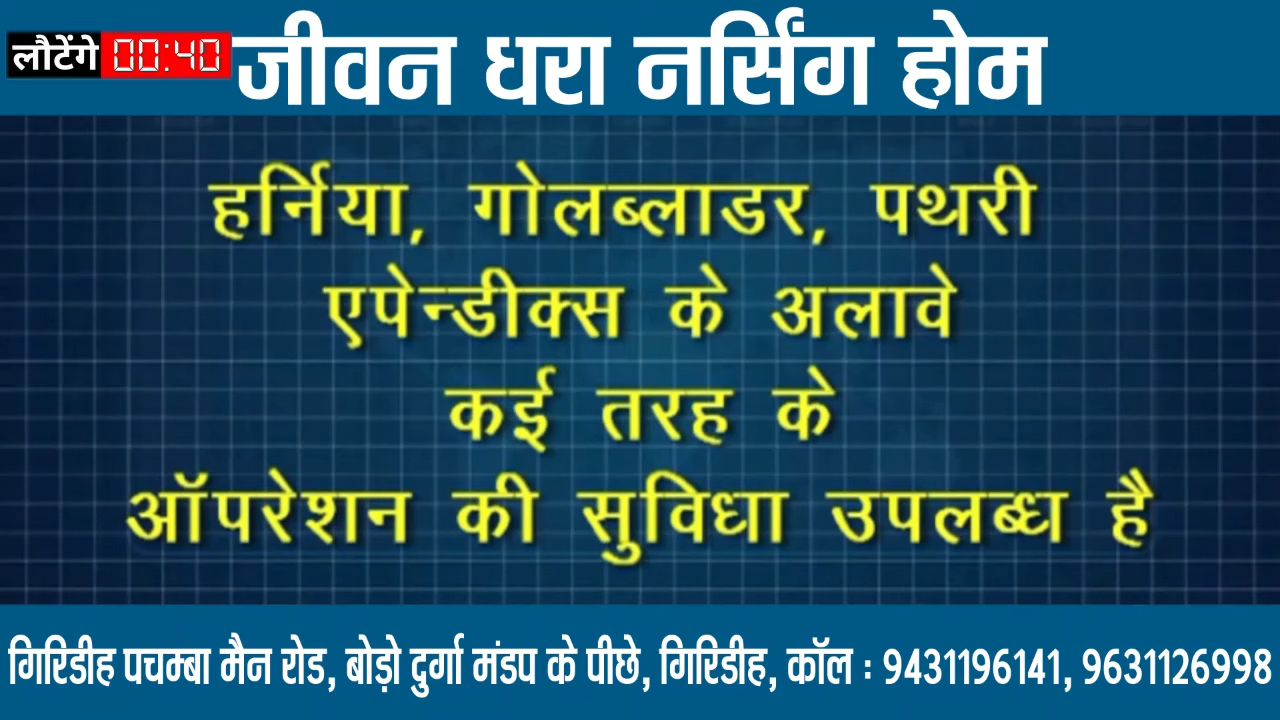 लौटेंगे 00:40
जीवन धरा नर्सिंग होम
हर्निया, गोलब्लाडर, पथरी
एपेन्डीक्स के अलावे
कई तरह के
ऑपरेशन की सुविधा उपलब्ध है
गिरिडीह पचम्बा मैन रोड, बोड़ो दुर्गा मंडप के पीछे, गिरिडीह, कॉल : 9431196141, 9631126998